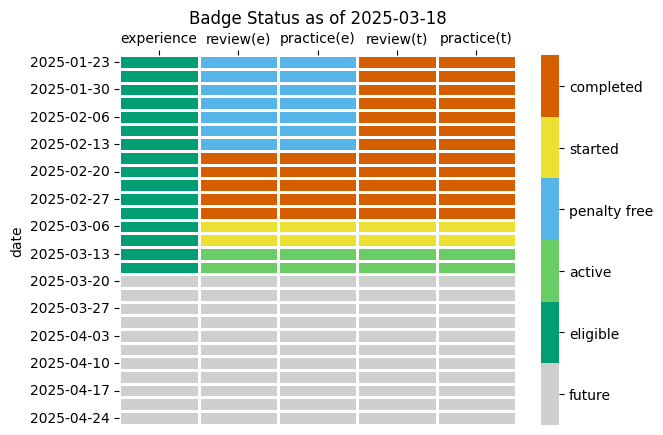 Badge Status as of 2025-03-18
experience review(e) practice(e) review(t) practice(t)
date
2025-01-23
2025-01-30
2025-02-06
2025-02-13
2025-02-20
2025-02-27
2025-03-06
2025-03-13
2025-03-20
2025-03-27
2025-04-03
2025-04-10
2025-04-17
2025-04-24
completed
started
penalty free
active
eligible
future